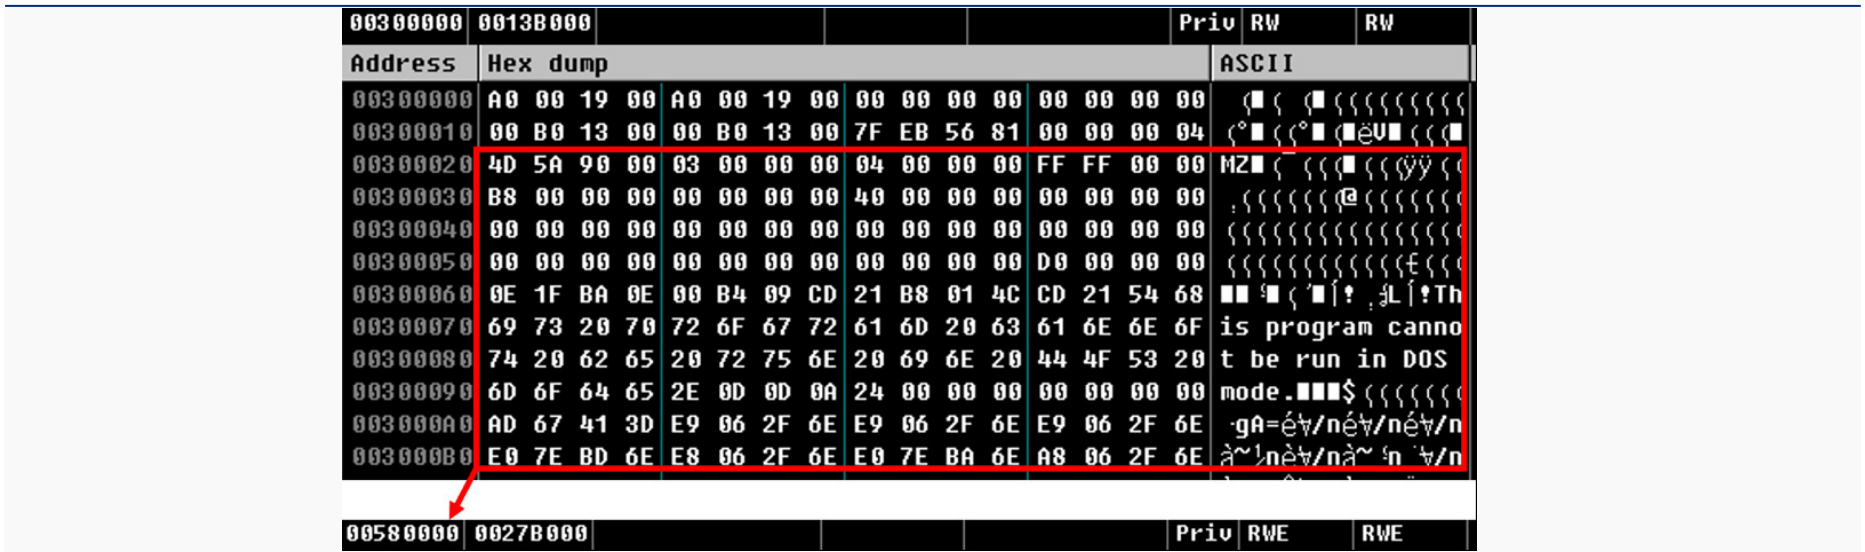 00300000 0013B000 Priv RW RW
Address Hex dump ASCII
00300000 A0 00 19 00 A0 00 19 00 00 00 00 00 00 00 00 00
00300010 00 B0 13 00 00 B0 13 00 7F EB 56 81 00 00 00 04
00300020 4D 5A 90 00 03 00 00 00 04 00 00 00 FF FF 00 00 MZ
00300030 B8 00 00 00 00 00 00 00 40 00 00 00 00 00 00 00
00300040 00 00 00 00 00 00 00 00 00 00 00 00 00 00 00 00
00300050 00 00 00 00 00 00 00 00 00 00 00 00 D0 00 00 00
00300060 0E 1F BA 0E 00 B4 09 CD 21 B8 01 4C CD 21 54 68 Th
00300070 69 73 20 70 72 6F 67 72 61 6D 20 63 61 6E 6E 6F is program canno
00300080 74 20 62 65 20 72 75 6E 20 69 6E 20 44 4F 53 20 t be run in DOS
00300090 6D 6F 64 65 2E 0D 0D 0A 24 00 00 00 00 00 00 00 mode.
003000A0 AD 67 41 3D E9 06 2F 6E E9 06 2F 6E E9 06 2F 6E
003000B0 E0 7E BD 6E E8 06 2F 6E E0 7E BA 6E A8 06 2F 6E
00580000 0027B000 Priv RWE RWE